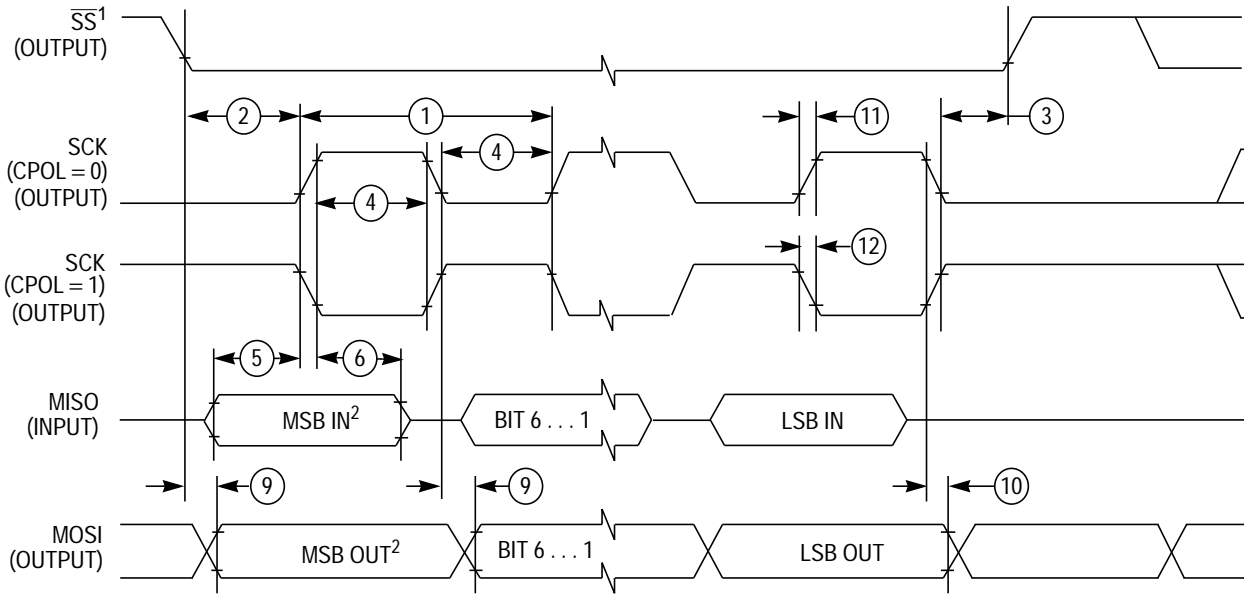 SS¹
(OUTPUT)
2
1
11
3
SCK
(CPOL = 0)
(OUTPUT)
4
4
12
SCK
(CPOL = 1)
(OUTPUT)
5
6
MISO
(INPUT)
MSB IN²
BIT 6 . . . 1
LSB IN
9
9
10
MOSI
(OUTPUT)
MSB OUT²
BIT 6 . . . 1
LSB OUT